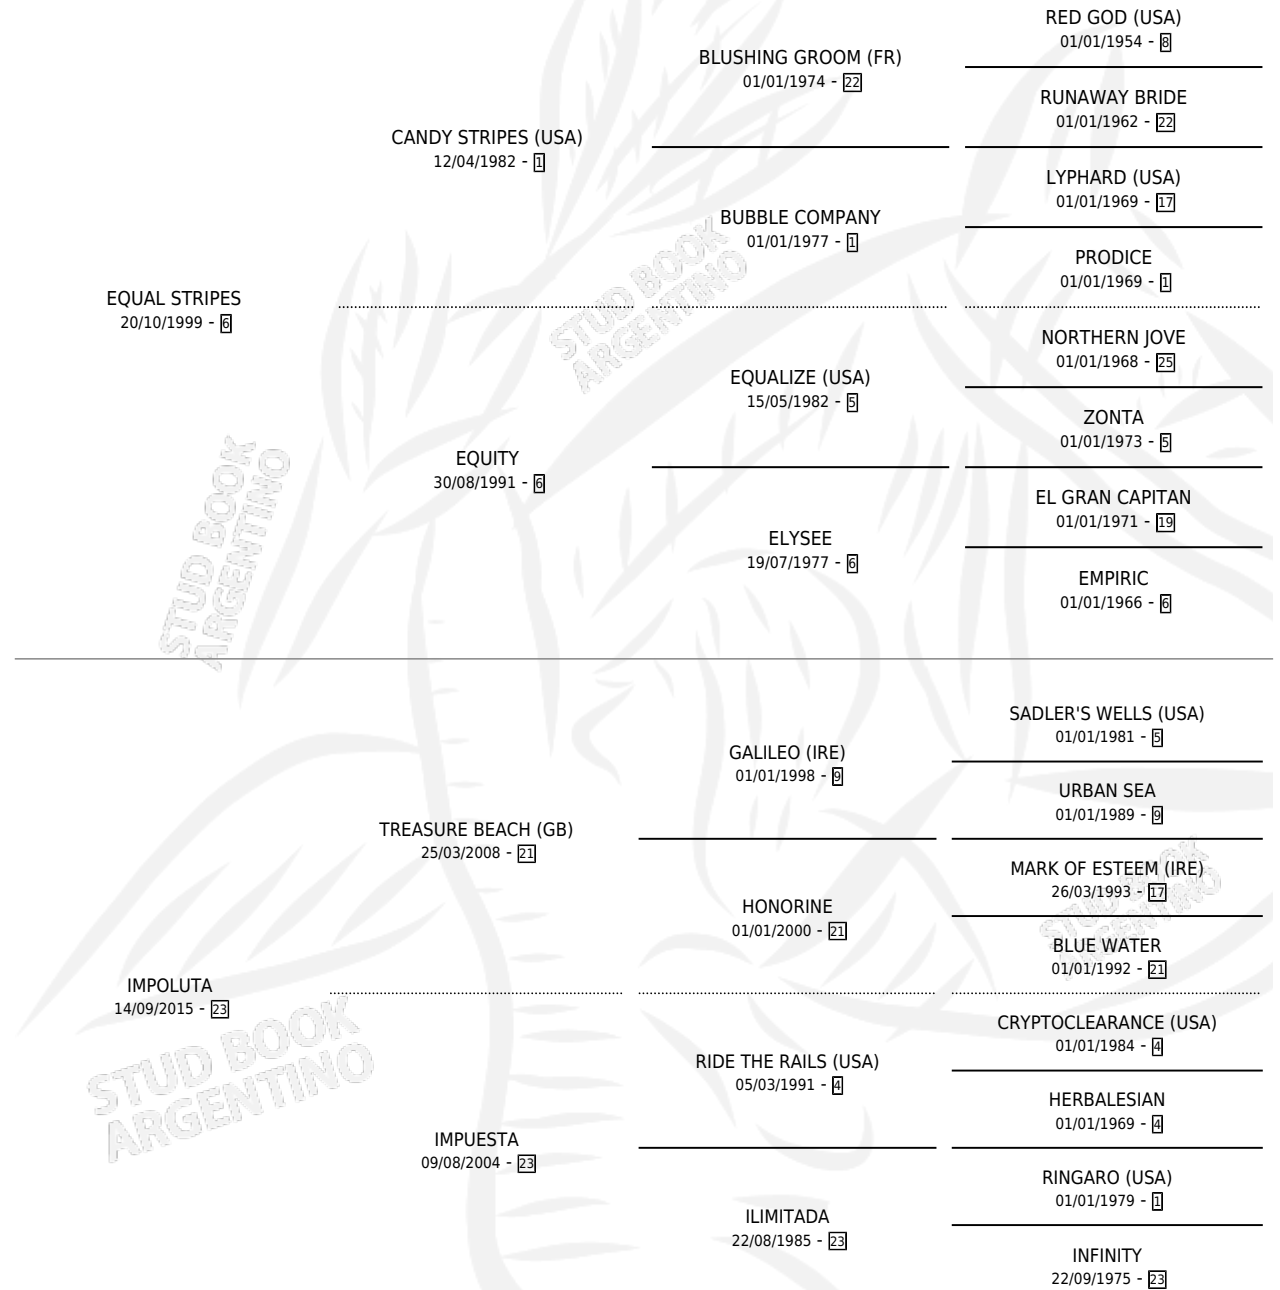 RED GOD (USA)
01/01/1954 - 8
BLUSHING GROOM (FR)
01/01/1974 - 22
RUNAWAY BRIDE
01/01/1962 - 22
CANDY STRIPES (USA)
12/04/1982 - 1
LYPHARD (USA)
01/01/1969 - 17
BUBBLE COMPANY
01/01/1977 - 1
PRODICE
01/01/1969 - 1
EQUAL STRIPES
20/10/1999 - 6
STUD BOOK
ARGENTINO
NORTHERN JOVE
01/01/1968 - 25
EQUALIZE (USA)
15/05/1982 - 5
ZONTA
01/01/1973 - 5
EQUITY
30/08/1991 - 6
EL GRAN CAPITAN
01/01/1971 - 19
ELYSEE
19/07/1977 - 6
EMPIRIC
01/01/1966 - 6
STUD BOOK
ARGENTINO
SADLER'S WELLS (USA)
01/01/1981 - 5
GALILEO (IRE)
01/01/1998 - 9
URBAN SEA
01/01/1989 - 9
TREASURE BEACH (GB)
25/03/2008 - 21
MARK OF ESTEEM (IRE)
26/03/1993 - 17
HONORINE
01/01/2000 - 21
STUD BOOK
ARGENTINO
BLUE WATER
01/01/1992 - 21
IMPOLUTA
14/09/2015 - 23
STUD BOOK
ARGENTINO
CRYPTOCLEARANCE (USA)
01/01/1984 - 4
RIDE THE RAILS (USA)
05/03/1991 - 4
HERBALESIAN
01/01/1969 - 4
IMPUESTA
09/08/2004 - 23
RINGARO (USA)
01/01/1979 - 1
ILIMITADA
22/08/1985 - 23
INFINITY
22/09/1975 - 23